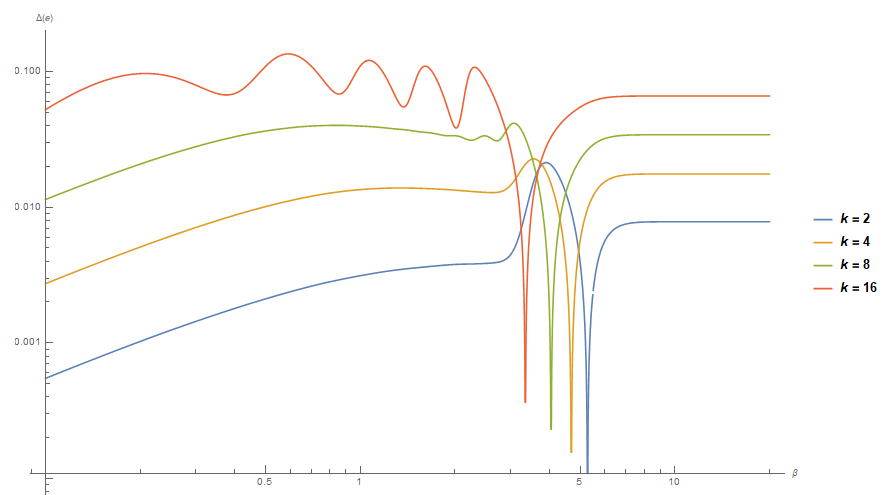 Δ(e)
0.100
0.010
0.001
0.5
1
5
10
β
k = 2
k = 4
k = 8
k = 16